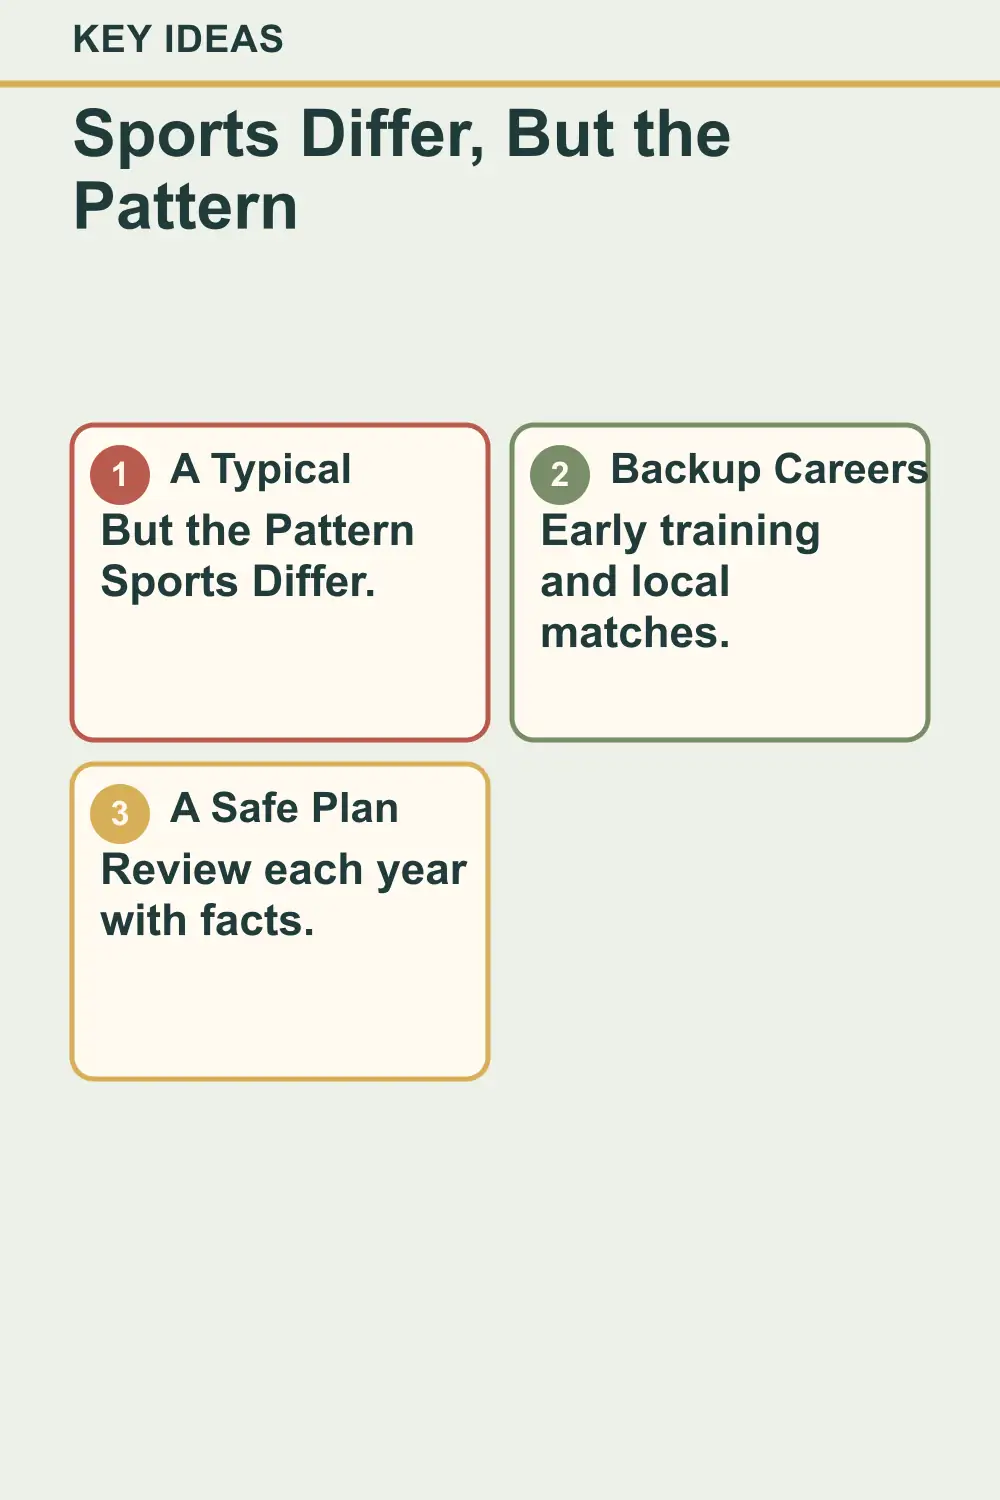 KEY IDEAS
Sports Differ, But the
Pattern
1 A Typical
But the Pattern
Sports Differ.
2 Backup Careers
Early training
and local
matches.
3 A Safe Plan
Review each year
with facts.